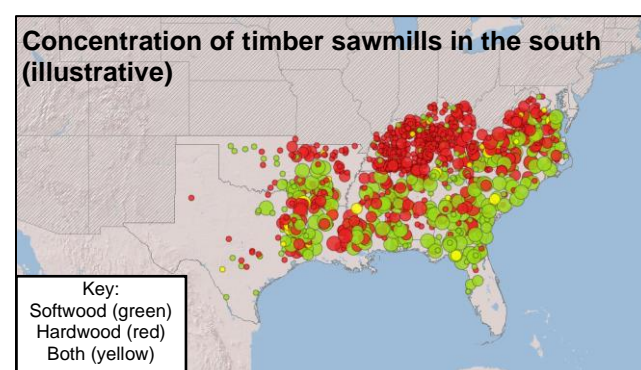 Concentration of timber sawmills in the south
(illustrative)
Key:
Softwood (green)
Hardwood (red)
Both (yellow)